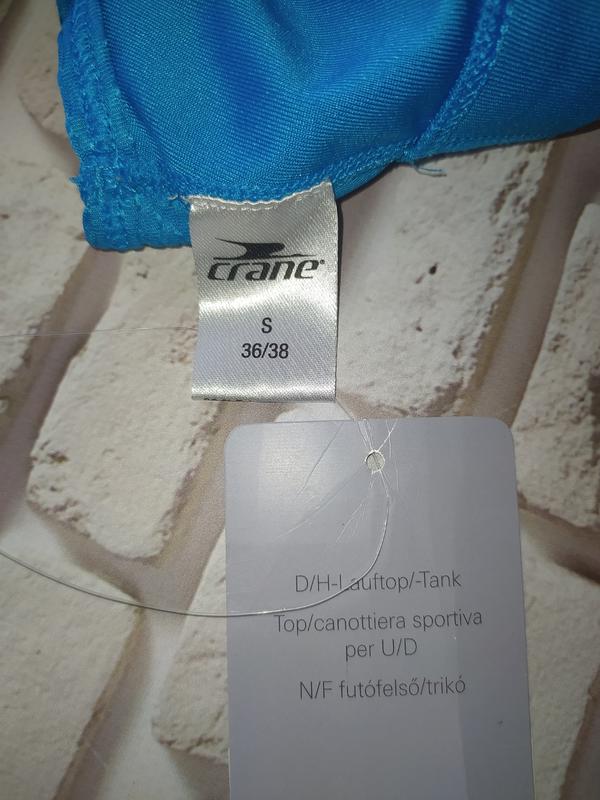 crane
S
36/38
D/H-Lauftop/-Tank
Top/canottiera sportiva
per U/D
N/F futófelső/trikó